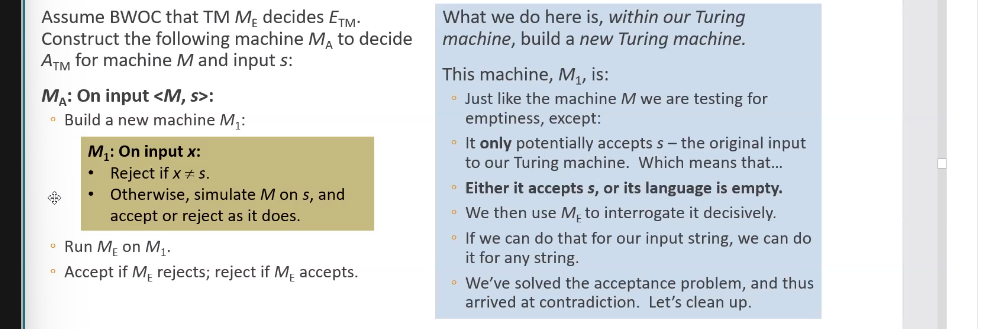 Assume BWOC that TM M_E decides E_TM.
Construct the following machine M_A to decide
A_TM for machine M and input s:
M_A: On input <M, s>:
◦ Build a new machine M_1:
M_1: On input x:
• Reject if x ≠ s.
• Otherwise, simulate M on s, and
accept or reject as it does.
◦ Run M_E on M_1.
◦ Accept if M_E rejects; reject if M_E accepts.
What we do here is, within our Turing
machine, build a new Turing machine.
This machine, M_1, is:
◦ Just like the machine M we are testing for
emptiness, except:
◦ It only potentially accepts s – the original input
to our Turing machine. Which means that…
◦ Either it accepts s, or its language is empty.
◦ We then use M_E to interrogate it decisively.
◦ If we can do that for our input string, we can do
it for any string.
◦ We've solved the acceptance problem, and thus
arrived at contradiction. Let's clean up.